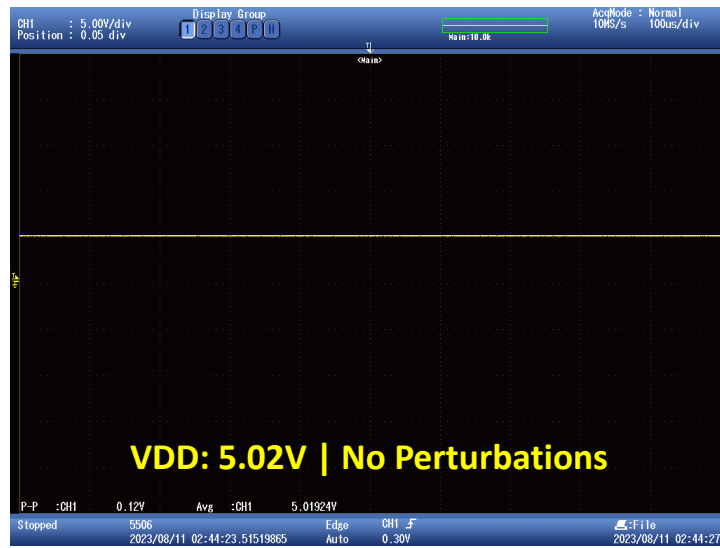 CH1 : 5.00V/div
Position : 0.05 div
Display Group
1 2 3 4 P H
Main:10.0k
AcqMode : Normal
10MS/s 100us/div
<Main>
VDD: 5.02V | No Perturbations
P-P :CH1 0.12V Avg :CH1 5.01924V
Stopped 5506 Edge CH1 :File
2023/08/11 02:44:23.51519865 Auto 0.30V 2023/08/11 02:44:27